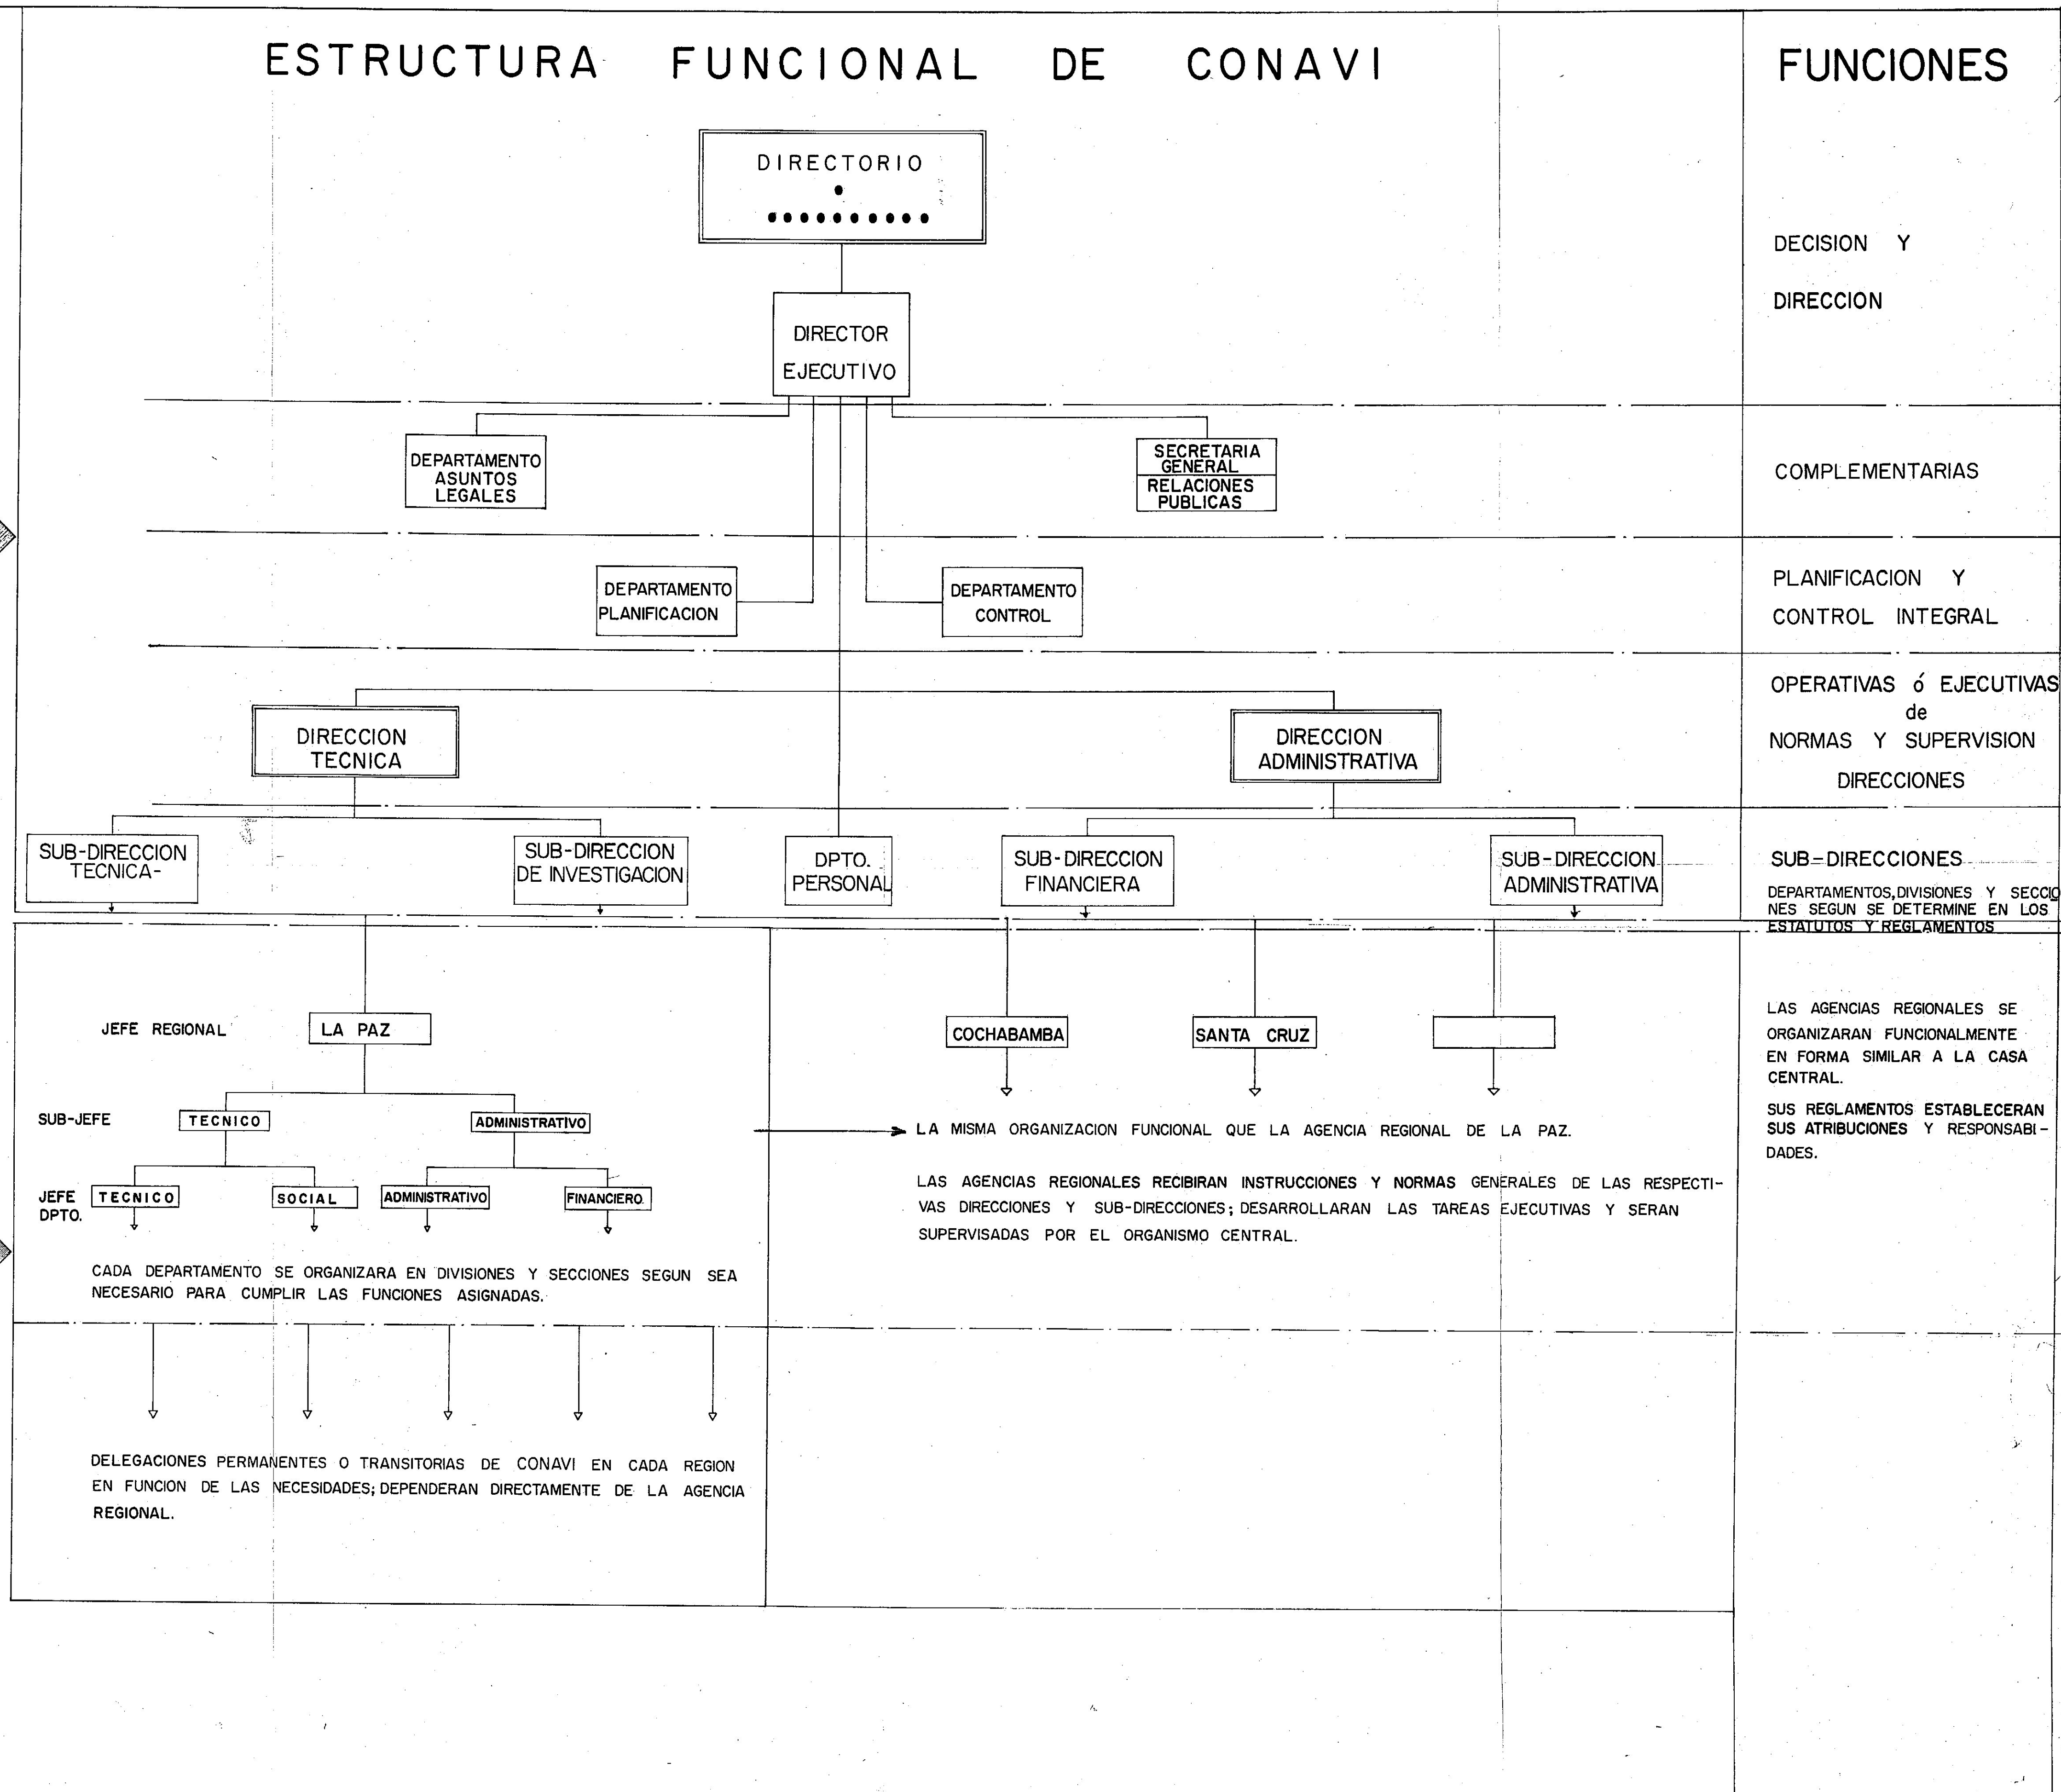 ESTRUCTURA FUNCIONAL DE CONAVI
FUNCIONES
DIRECTORIO
DECISION Y
DIRECCION
DIRECTOR
EJECUTIVO
DEPARTAMENTO
ASUNTOS
LEGALES
SECRETARIA
GENERAL
RELACIONES
PUBLICAS
COMPLEMENTARIAS
DEPARTAMENTO
PLANIFICACION
DEPARTAMENTO
CONTROL
PLANIFICACION Y
CONTROL INTEGRAL
DIRECCION
TECNICA
DIRECCION
ADMINISTRATIVA
OPERATIVAS ó EJECUTIVAS
de
NORMAS Y SUPERVISION
DIRECCIONES
SUB-DIRECCION
TECNICA-
SUB-DIRECCION
DE INVESTIGACION
DPTO.
PERSONAL
SUB-DIRECCION
FINANCIERA
SUB-DIRECCION
ADMINISTRATIVA
SUB-DIRECCIONES
DEPARTAMENTOS, DIVISIONES Y SECCIO
NES SEGUN SE DETERMINE EN LOS
ESTATUTOS Y REGLAMENTOS
JEFE REGIONAL
LA PAZ
COCHABAMBA
SANTA CRUZ
LAS AGENCIAS REGIONALES SE
ORGANIZARAN FUNCIONALMENTE
EN FORMA SIMILAR A LA CASA
CENTRAL.
SUS REGLAMENTOS ESTABLECERAN
SUS ATRIBUCIONES Y RESPONSABI-
DADES.
SUB-JEFE
TECNICO
ADMINISTRATIVO
LA MISMA ORGANIZACION FUNCIONAL QUE LA AGENCIA REGIONAL DE LA PAZ.
JEFE
DPTO.
TECNICO
SOCIAL
ADMINISTRATIVO
FINANCIERO.
LAS AGENCIAS REGIONALES RECIBIRAN INSTRUCCIONES Y NORMAS GENERALES DE LAS RESPECTI-
VAS DIRECCIONES Y SUB-DIRECCIONES; DESARROLLARAN LAS TAREAS EJECUTIVAS Y SERAN
SUPERVISADAS POR EL ORGANISMO CENTRAL.
CADA DEPARTAMENTO SE ORGANIZARA EN DIVISIONES Y SECCIONES SEGUN SEA
NECESARIO PARA CUMPLIR LAS FUNCIONES ASIGNADAS.
DELEGACIONES PERMANENTES O TRANSITORIAS DE CONAVI EN CADA REGION
EN FUNCION DE LAS NECESIDADES; DEPENDERAN DIRECTAMENTE DE LA AGENCIA
REGIONAL.